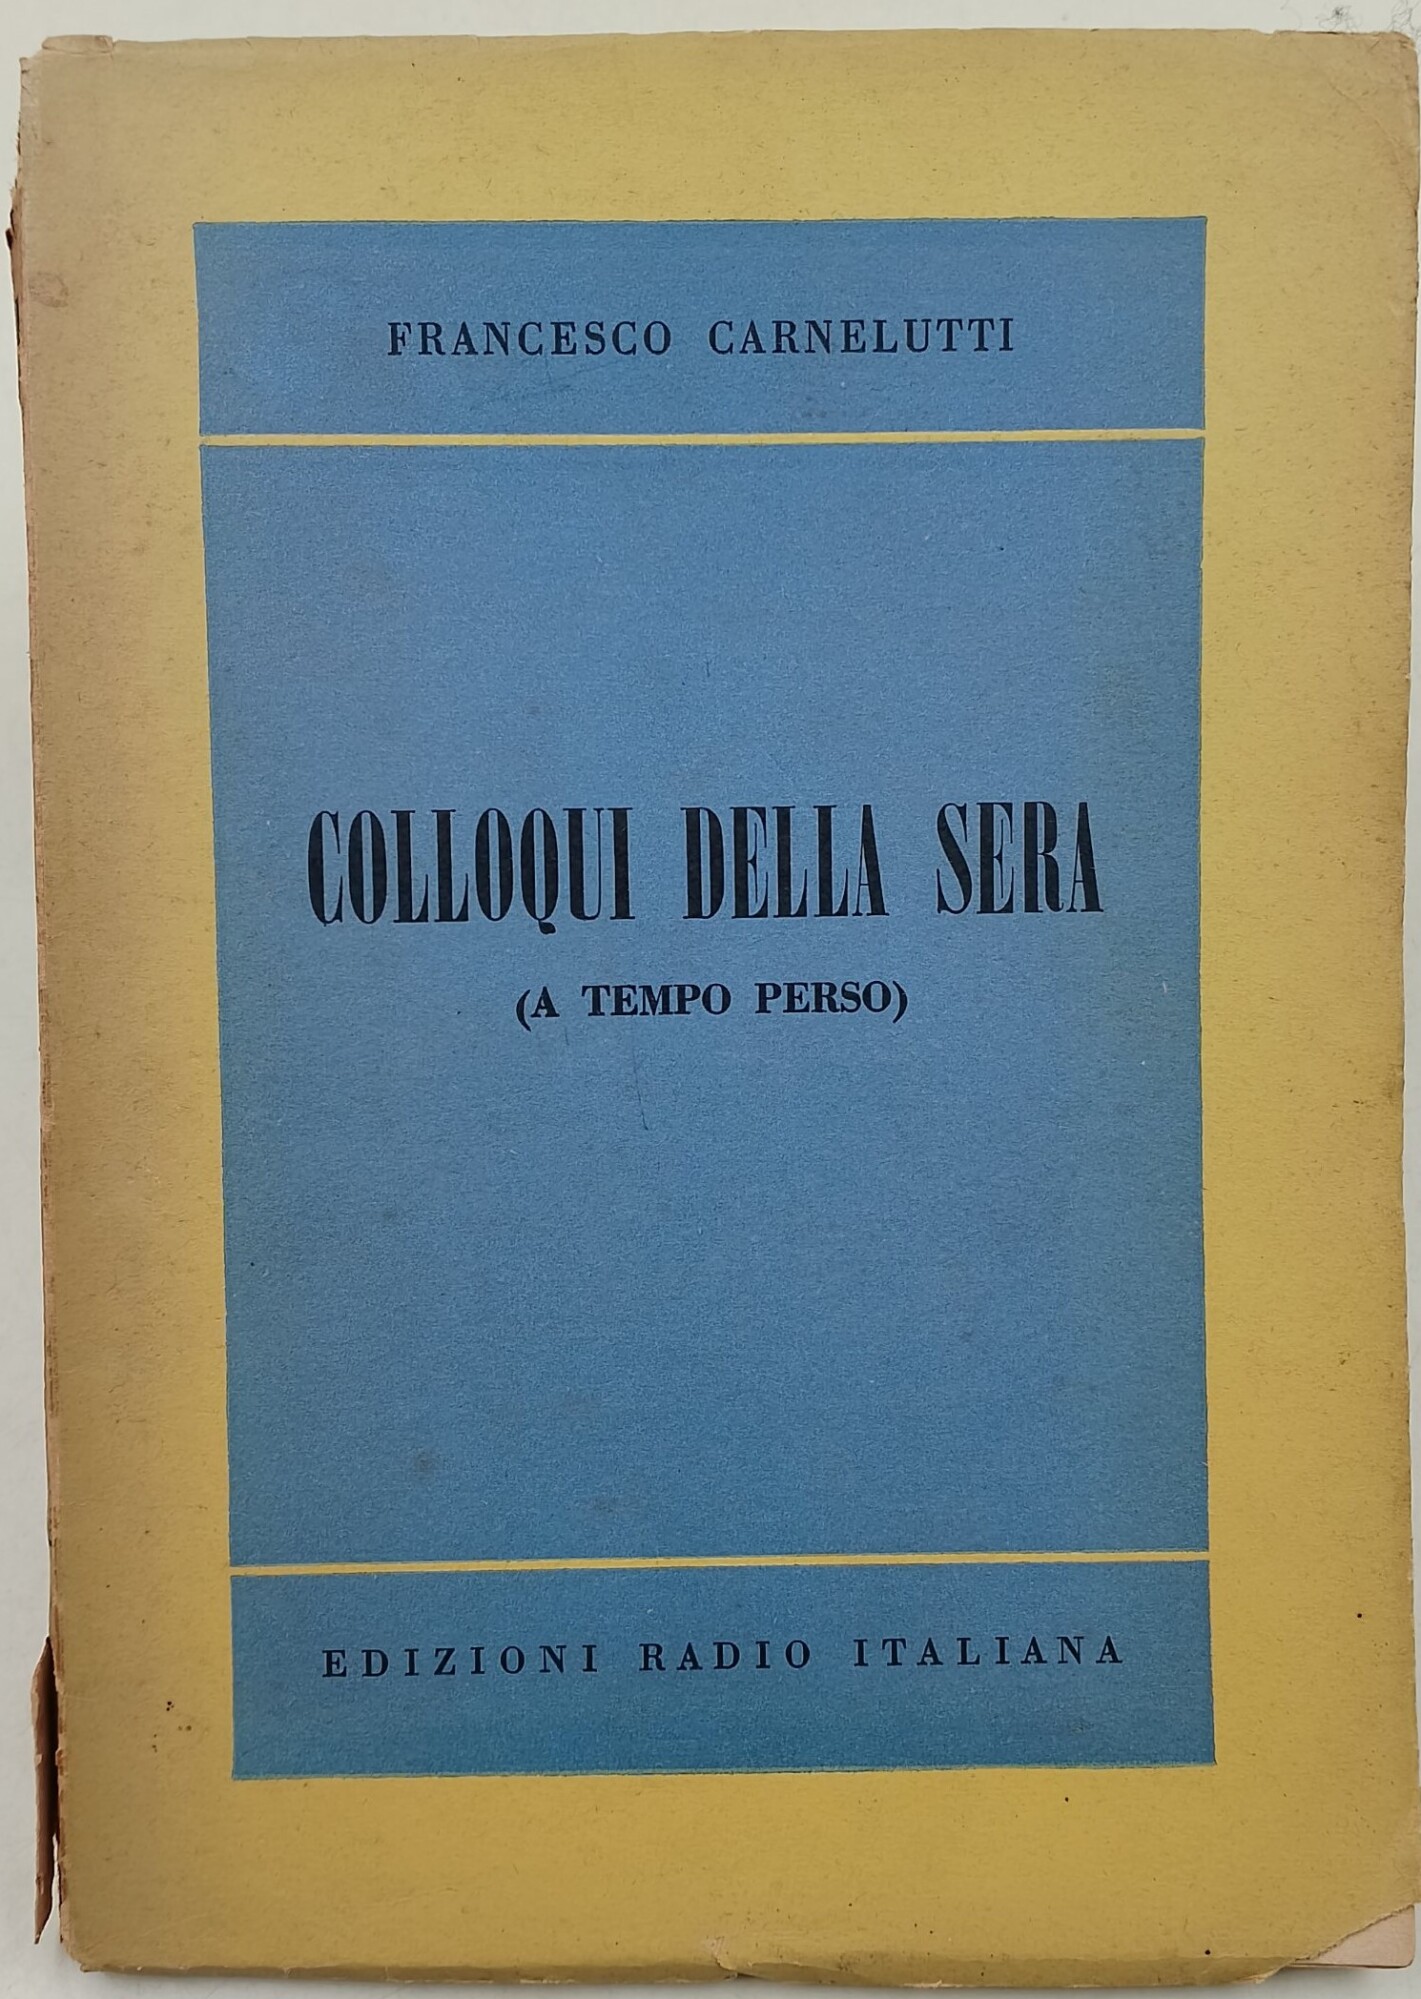 FRANCESCO CARNELUTTI
COLLOQUI DELLA SERA
(A TEMPO PERSO)
EDIZIONI RADIO ITALIANA